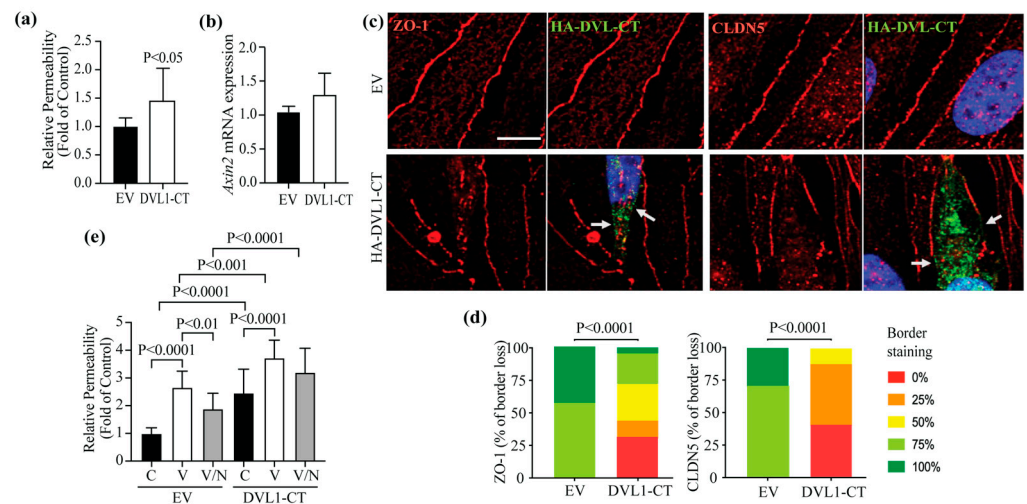 (a)
Relative Permeability
(Fold of Control)
2.5
2.0
1.5
1.0
0.5
0.0
P<0.05
EV DVL1-CT
(b)
Axin2 mRNA expression
2.0
1.5
1.0
0.5
0.0
EV DVL1-CT
(c)
ZO-1
HA-DVL-CT
CLDN5
HA-DVL-CT
EV
HA-DVL1-CT
(e)
P<0.0001
P<0.001
P<0.0001
P<0.01 P<0.0001
P<0.0001
Relative Permeability
(Fold of Control)
5
4
3
2
1
0
C V V/N C V V/N
EV DVL1-CT
(d)
P<0.0001
ZO-1 (% of border loss)
100
75
50
25
0
EV DVL1-CT
P<0.0001
CLDN5 (% of border loss)
100
75
50
25
0
EV DVL1-CT
Border
staining
0%
25%
50%
75%
100%